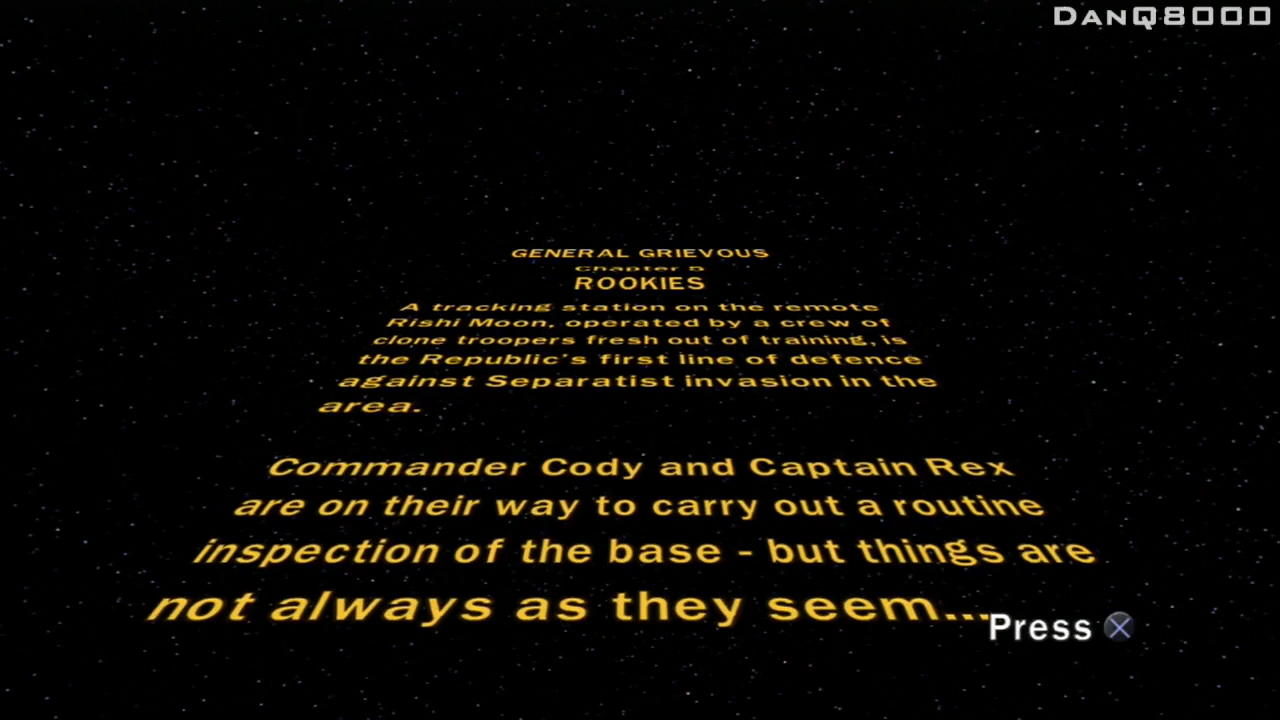 DanQ8000
GENERAL GRIEVOUS
Chapter 5
ROOKIES
A tracking station on the remote
Rishi Moon, operated by a crew of
clone troopers fresh out of training, is
the Republic's first line of defence
against Separatist invasion in the
area.
Commander Cody and Captain Rex
are on their way to carry out a routine
inspection of the base - but things are
not always as they seem...
Press